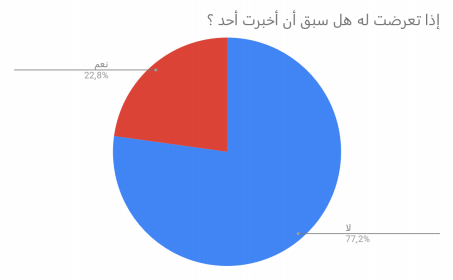 إذا تعرضت له هل سبق أن أخبرت أحد ؟
نعم
22,8%
لا
77,2%